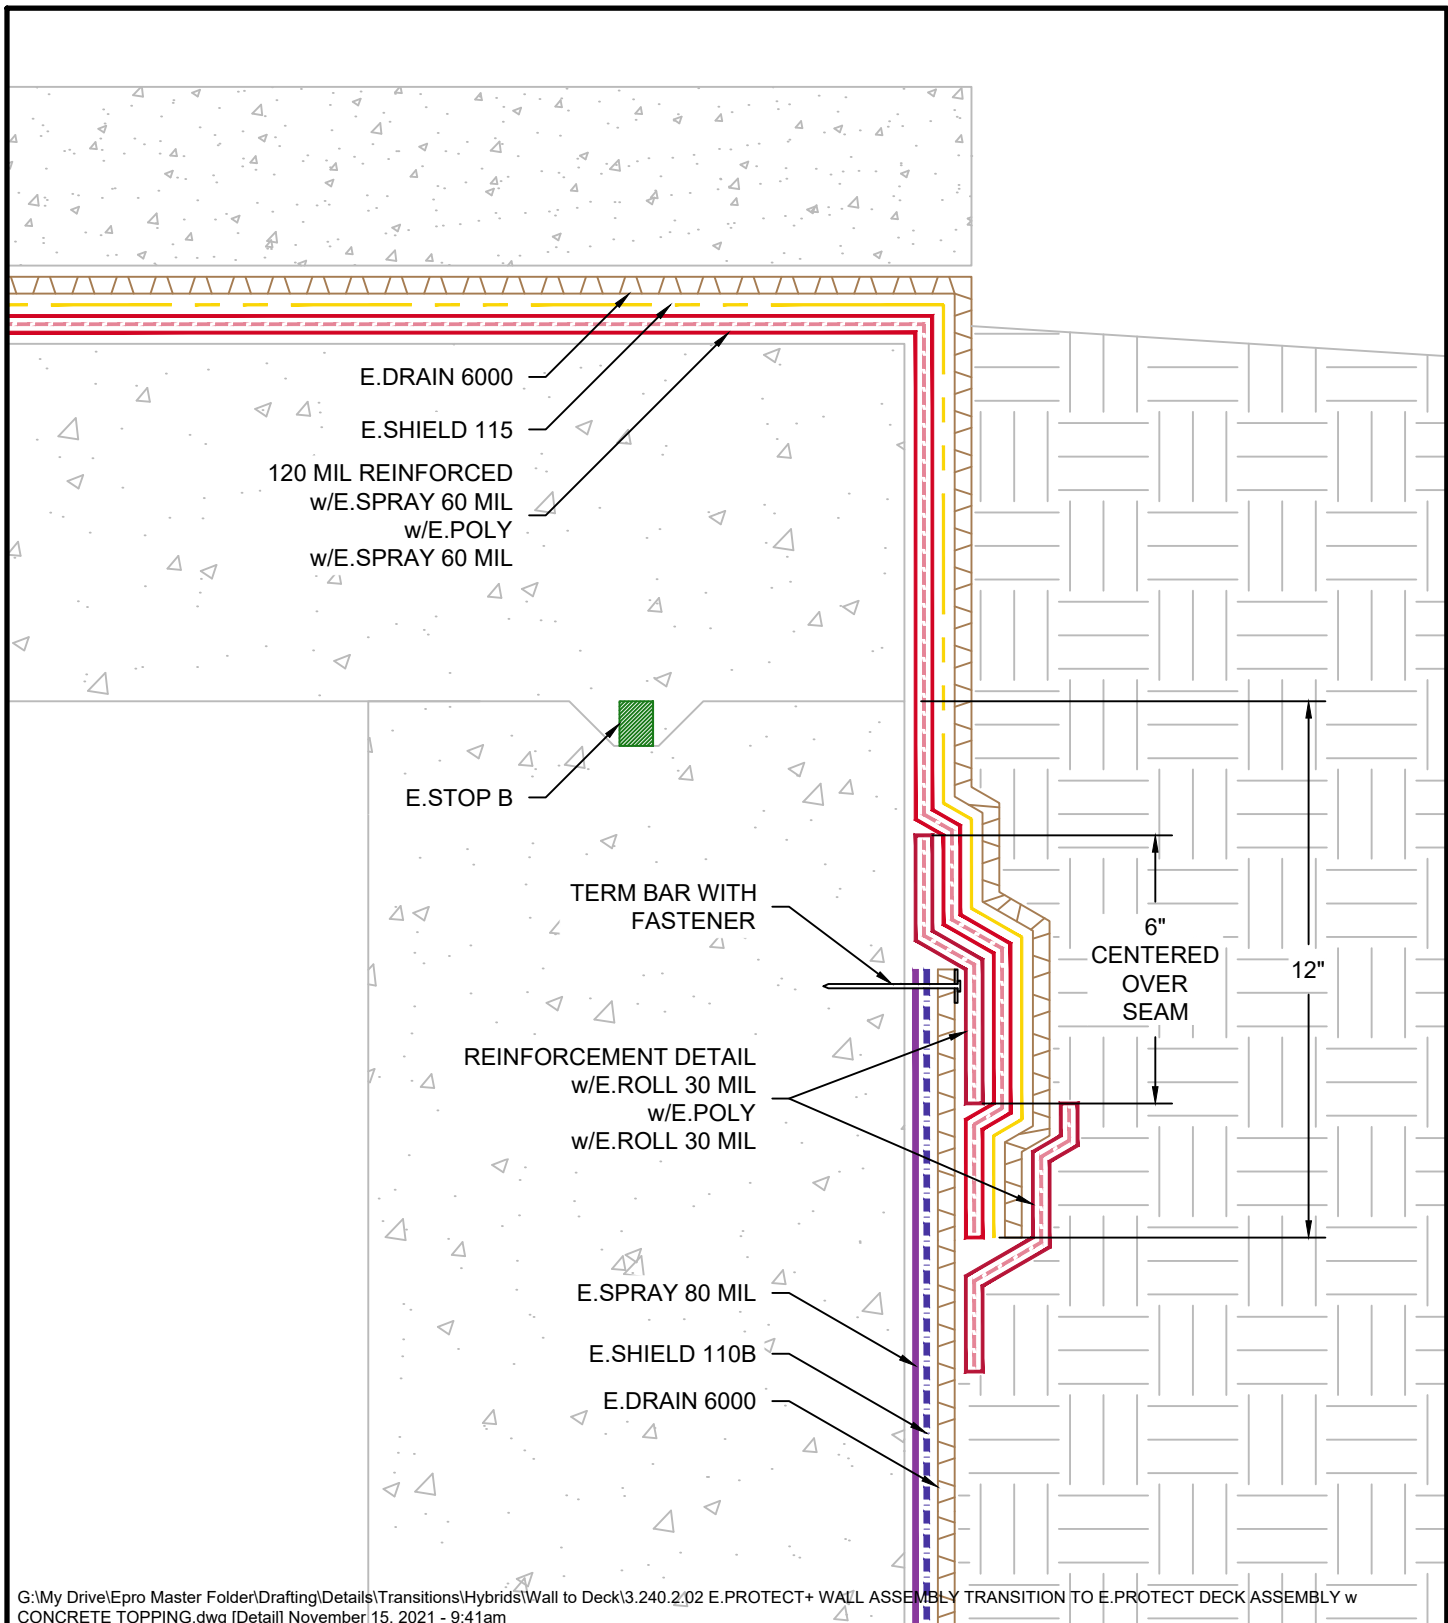 E.DRAIN 6000
E.SHIELD 115
120 MIL REINFORCED
w/E.SPRAY 60 MIL
w/E.POLY
w/E.SPRAY 60 MIL
E.STOP B
TERM BAR WITH
FASTENER
6"
CENTERED
OVER
SEAM
12"
REINFORCEMENT DETAIL
w/E.ROLL 30 MIL
w/E.POLY
w/E.ROLL 30 MIL
E.SPRAY 80 MIL
E.SHIELD 110B
E.DRAIN 6000
G:\My Drive\Epro Master Folder\Drafting\Details\Transitions\Hybrids\Wall to Deck\3.240.2.02 E.PROTECT+ WALL ASSEMBLY TRANSITION TO E.PROTECT DECK ASSEMBLY w
CONCRETE TOPPING.dwg [Detail] November 15, 2021 - 9:41am